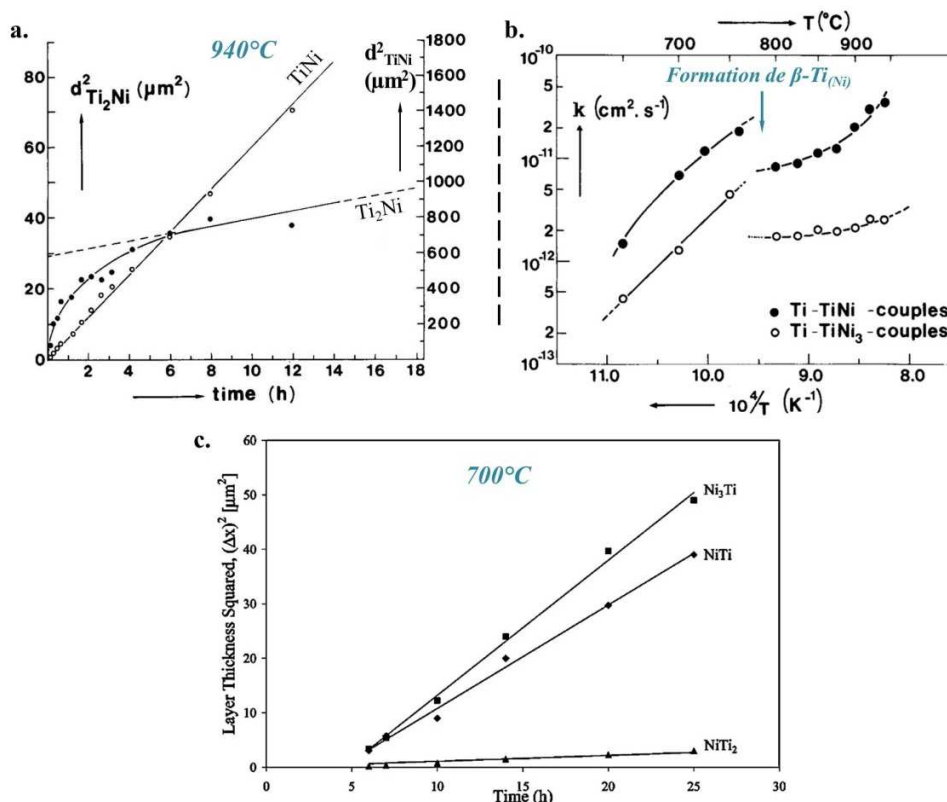 a.
940°C
d²Ti₂Ni (μm²)
d²TiNi (μm²)
80
60
40
20
0
1800
1600
1400
1200
1000
800
600
400
200
TiNi
Ti₂Ni
2 4 6 8 10 12 14 16 18
time (h)
b.
T (°C)
700 800 900
Formation de β-Ti(Ni)
k (cm². s⁻¹)
10⁻¹⁰
5
2
10⁻¹¹
5
2
10⁻¹²
5
2
10⁻¹³
Ti-TiNi -couples
Ti-TiNi₃-couples
11.0 10.0 9.0 8.0
10⁴/T (K⁻¹)
c.
700°C
Layer Thickness Squared, (Δx)² [μm²]
60
50
40
30
20
10
0
Ni₃Ti
NiTi
NiTi₂
0 5 10 15 20 25 30
Time (h)